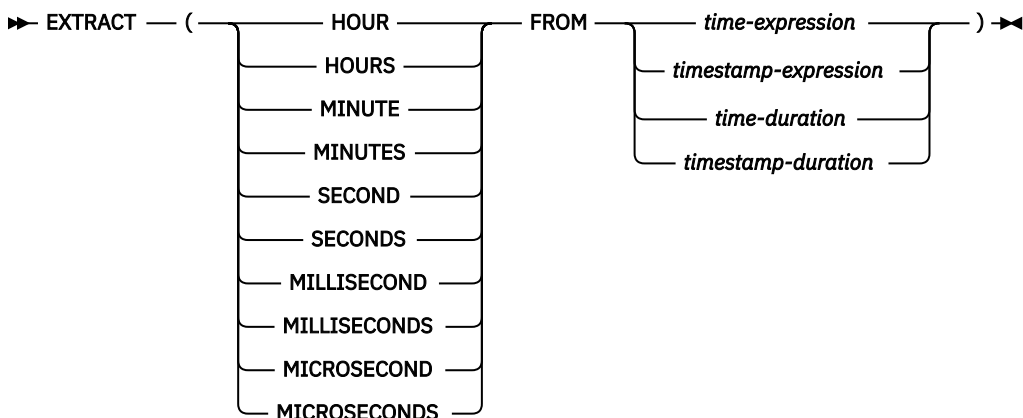 EXTRACT ( HOUR FROM time-expression )
HOURS timestamp-expression
MINUTE time-duration
MINUTES timestamp-duration
SECOND
SECONDS
MILLISECOND
MILLISECONDS
MICROSECOND
MICROSECONDS